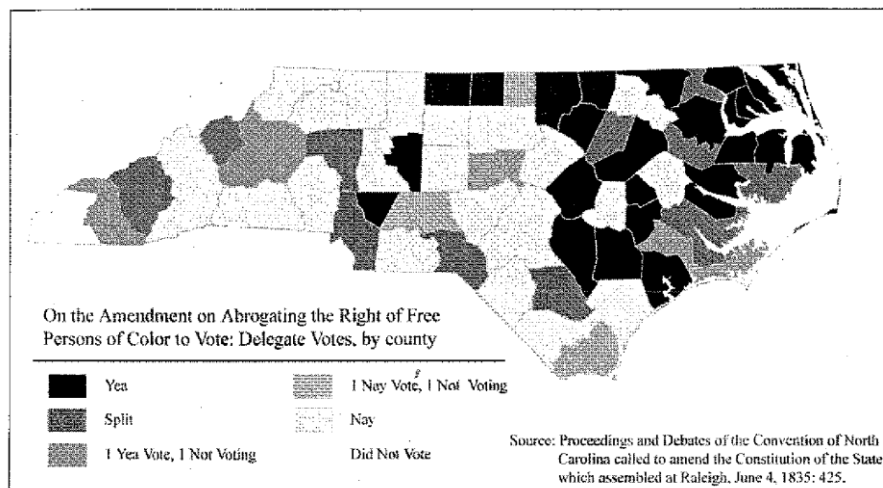 On the Amendment on Abrogating the Right of Free
Persons of Color to Vote: Delegate Votes, by county
Yea
Split
1 Yea Vote, 1 Not Voting
1 Nay Vote, 1 Not Voting
Nay
Did Not Vote
Source: Proceedings and Debates of the Convention of North
Carolina called to amend the Constitution of the State
which assembled at Raleigh, June 4, 1835: 425.